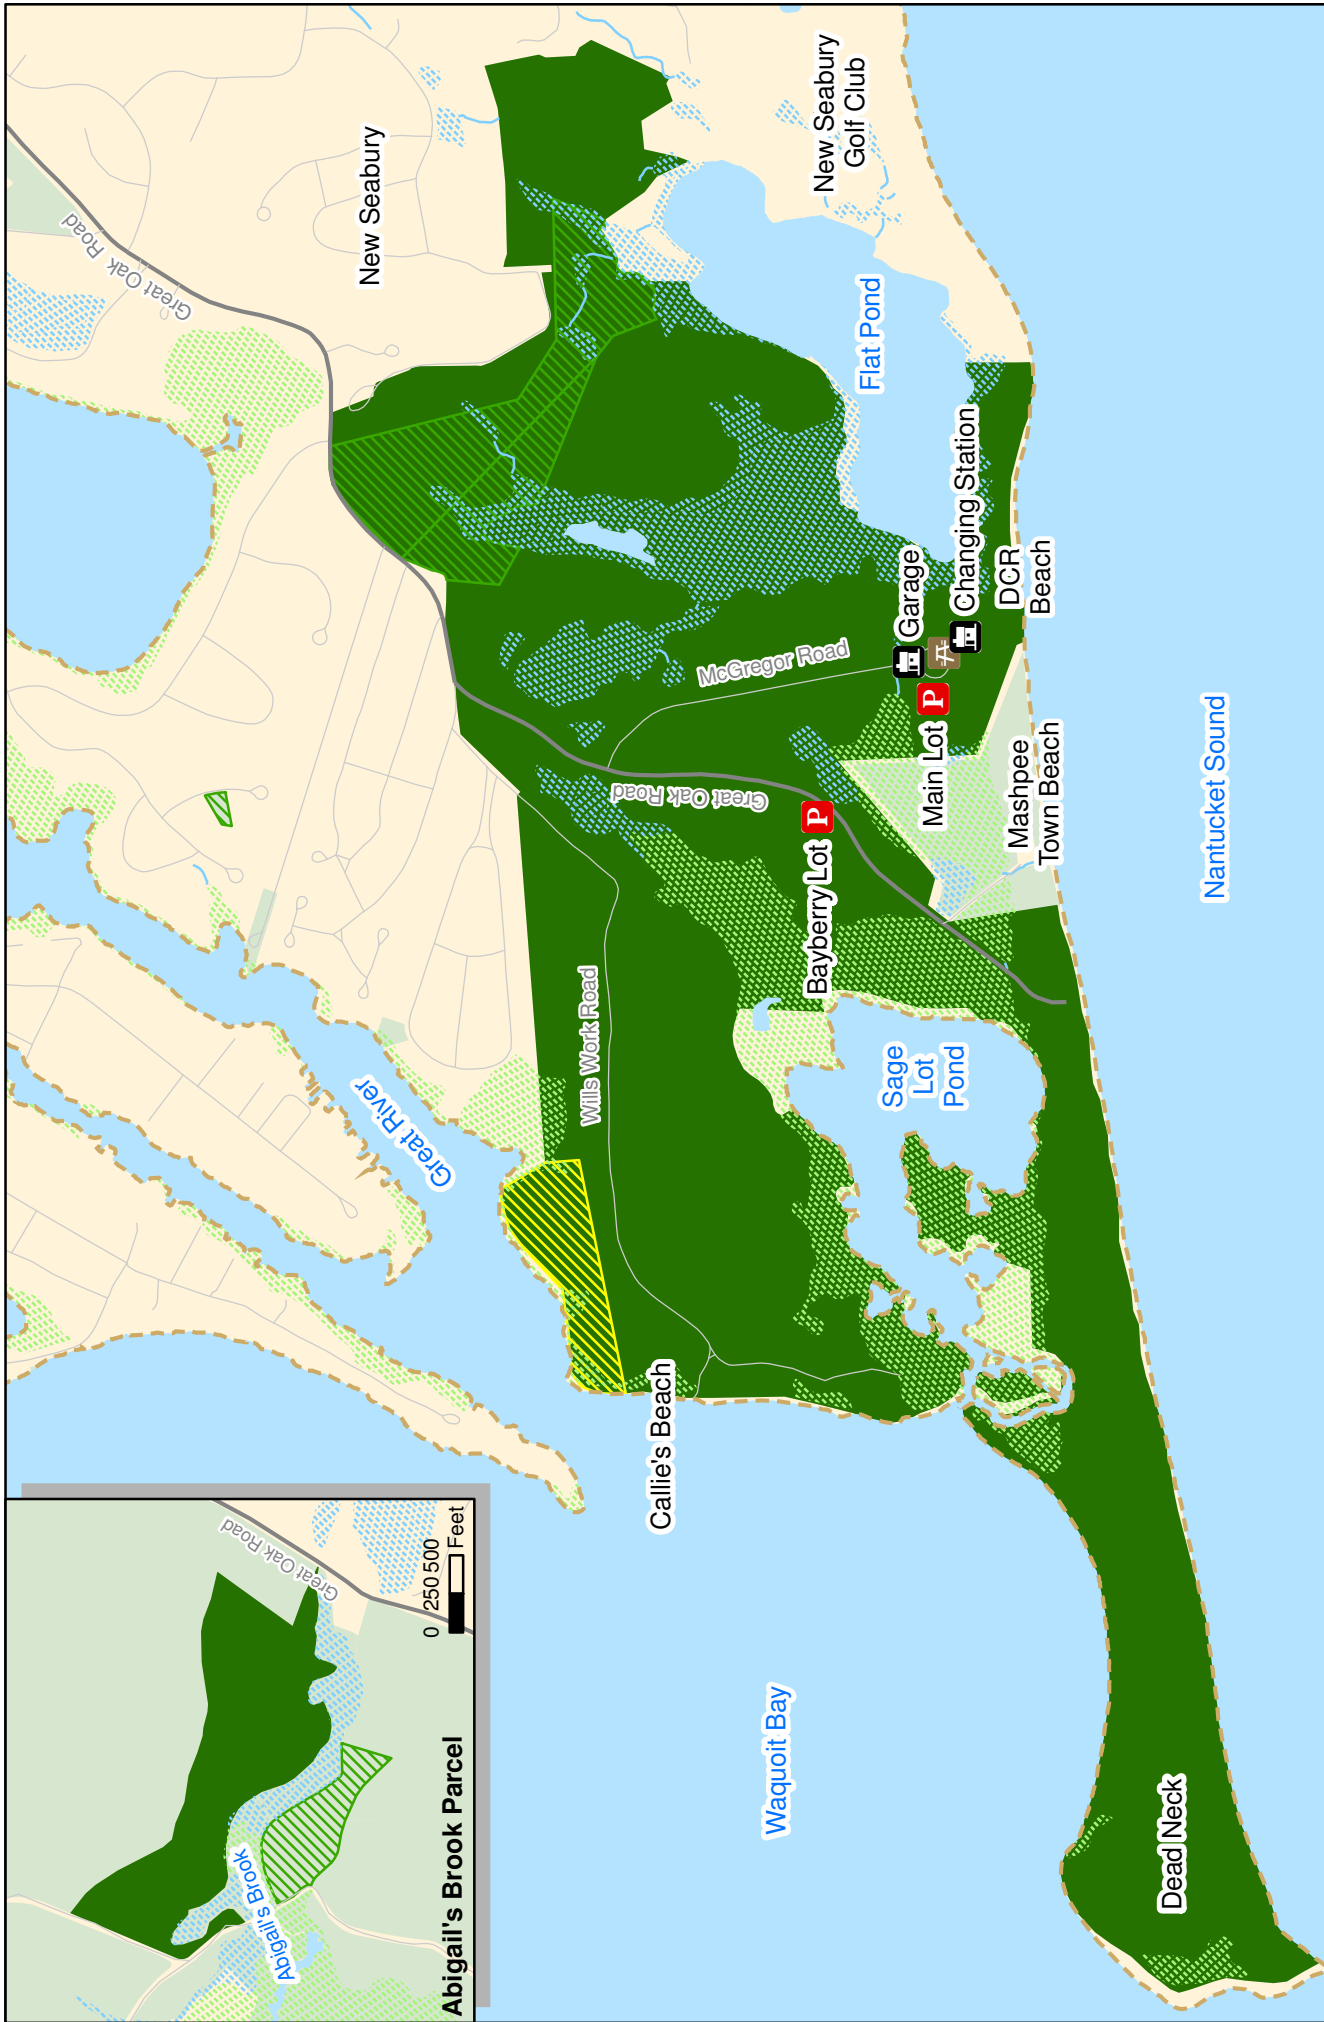 Great Oak Road
Abigail's Brook
0 250 500
Feet
Abigail's Brook Parcel
Great Oak Road
New Seabury
Great River
Wills Work Road
Callie's Beach
McGregor Road
Great Oak Road
New Seabury
Golf Club
Flat Pond
Waquoit Bay
Bayberry Lot
P
Garage
Main Lot
P
Changing Station
Sage
Lot
Pond
DCR
Beach
Mashpee
Town Beach
Dead Neck
Nantucket Sound